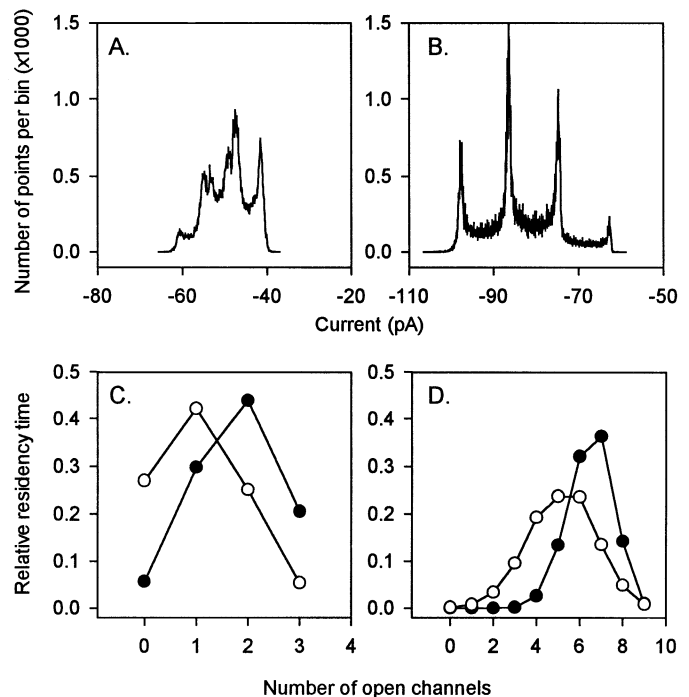 A.
B.
Number of points per bin (x1000)
1.5
1.0
0.5
0.0
1.5
1.0
0.5
0.0
-80 -60 -40 -20
-110 -90 -70 -50
Current (pA)
C.
D.
Relative residency time
0.5
0.4
0.3
0.2
0.1
0.0
0.5
0.4
0.3
0.2
0.1
0.0
0 1 2 3 4
0 2 4 6 8 10
Number of open channels